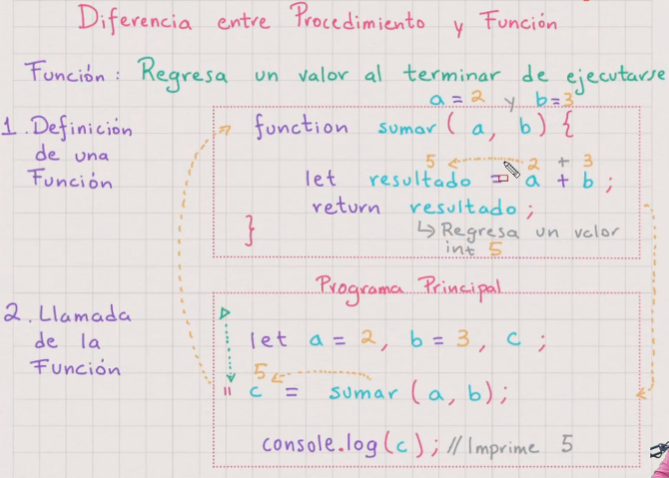 Diferencia entre Procedimiento y Función
Función: Regresa un valor al terminar de ejecutarse
a = 2 y b=3
1. Definición
de una
Función
function sumar ( a, b) {
5 2 + 3
let resultado = a + b ;
return resultado ;
Regresa un valor
int 5
}
Programa Principal
2. Llamada
de la
Función
let a = 2, b = 3, c ;
5
c = sumar (a, b);
console.log(c); // Imprime 5